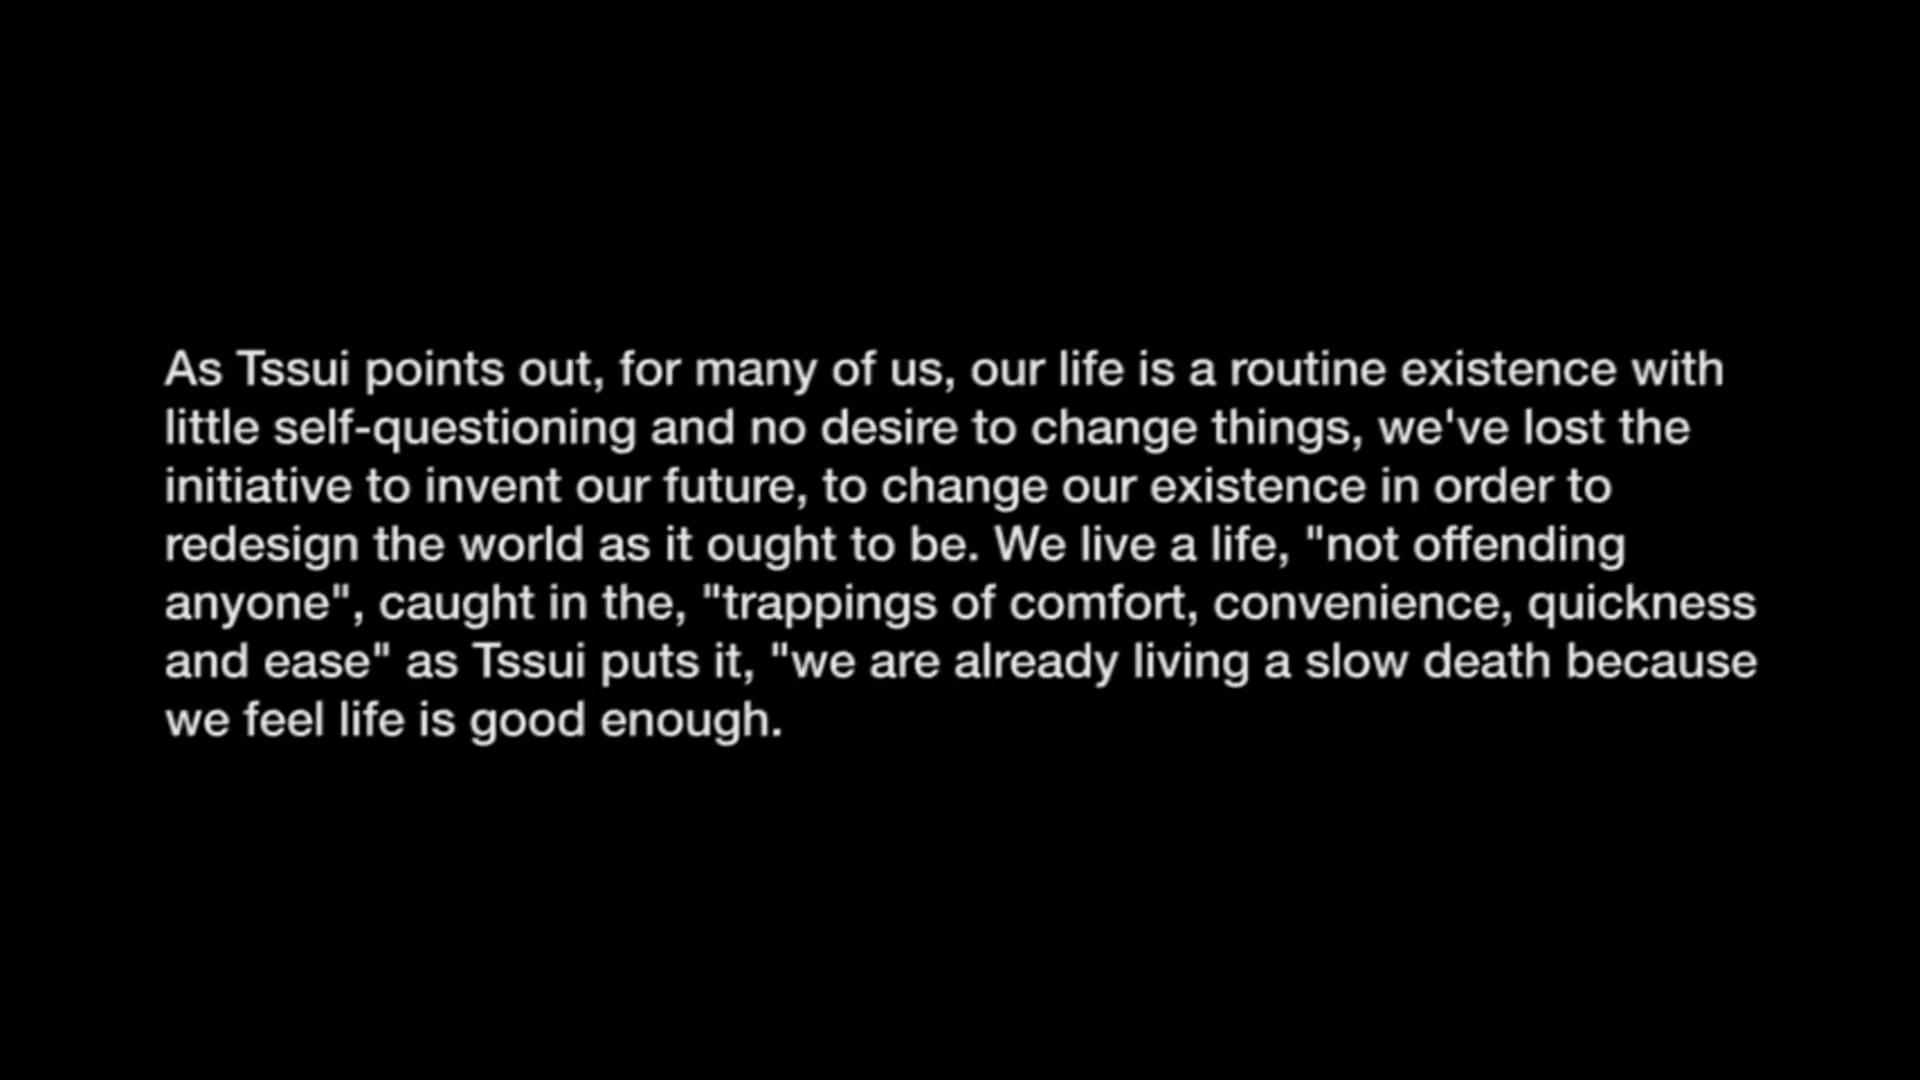 As Tssui points out, for many of us, our life is a routine existence with
little self-questioning and no desire to change things, we've lost the
initiative to invent our future, to change our existence in order to
redesign the world as it ought to be. We live a life, "not offending
anyone", caught in the, "trappings of comfort, convenience, quickness
and ease" as Tssui puts it, "we are already living a slow death because
we feel life is good enough.